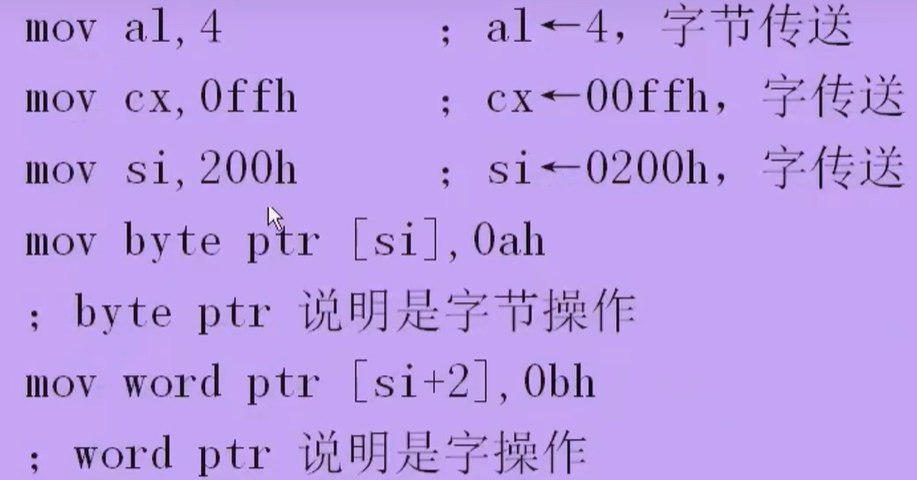 mov al,4 ; al←4，字节传送
mov cx,0ffh ; cx←00ffh，字传送
mov si,200h ; si←0200h，字传送
mov byte ptr [si],0ah
; byte ptr 说明是字节操作
mov word ptr [si+2],0bh
; word ptr 说明是字操作